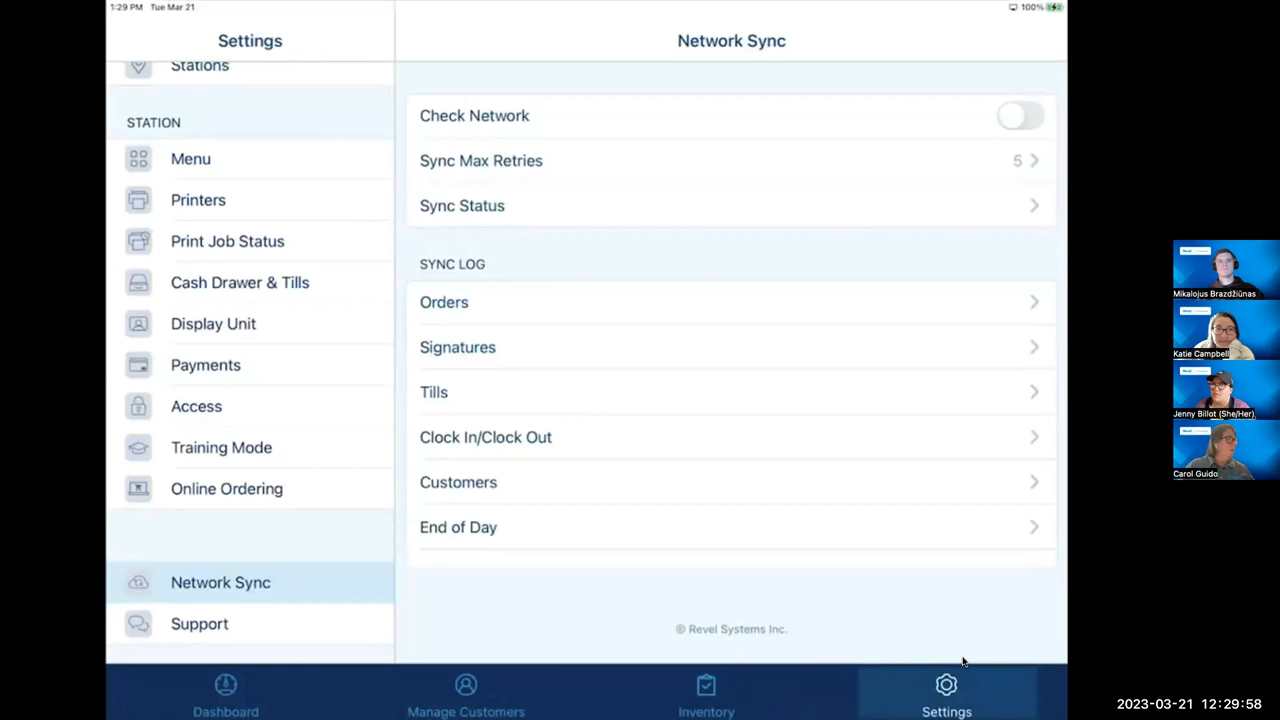 1:29 PM Tue Mar 21
100%
Settings
Network Sync
Stations
STATION
Menu
Printers
Print Job Status
Cash Drawer & Tills
Display Unit
Payments
Access
Training Mode
Online Ordering
Network Sync
Support
Check Network
Sync Max Retries 5
Sync Status
SYNC LOG
Orders
Signatures
Tills
Clock In/Clock Out
Customers
End of Day
© Revel Systems Inc.
Dashboard
Manage Customers
Inventory
Settings
Mikalojus Brazdžiūnas
Katie Campbell
Jenny Billot (She/Her)
Carol Guido
2023-03-21 12:29:58